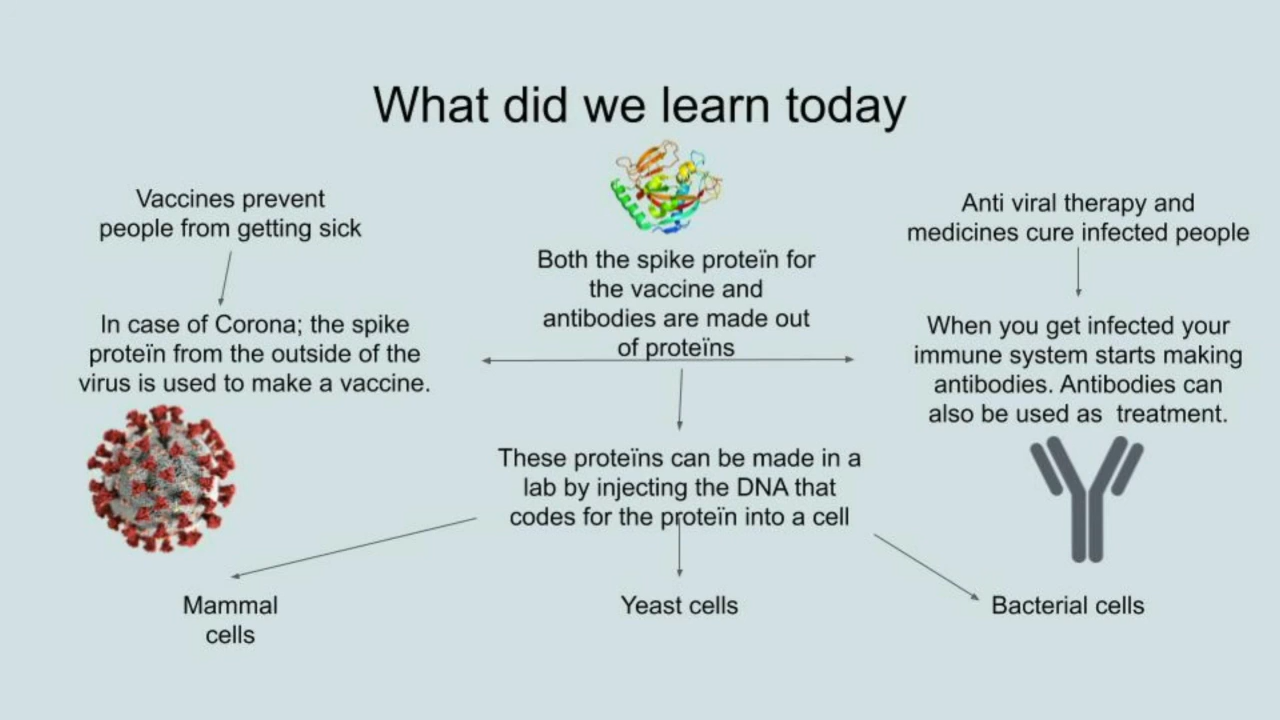 What did we learn today
Vaccines prevent
people from getting sick
In case of Corona; the spike
proteïn from the outside of the
virus is used to make a vaccine.
Both the spike proteïn for
the vaccine and
antibodies are made out
of proteïns
Anti viral therapy and
medicines cure infected people
When you get infected your
immune system starts making
antibodies. Antibodies can
also be used as  treatment.
These proteïns can be made in a
lab by injecting the DNA that
codes for the proteïn into a cell
Mammal
cells
Yeast cells
Bacterial cells